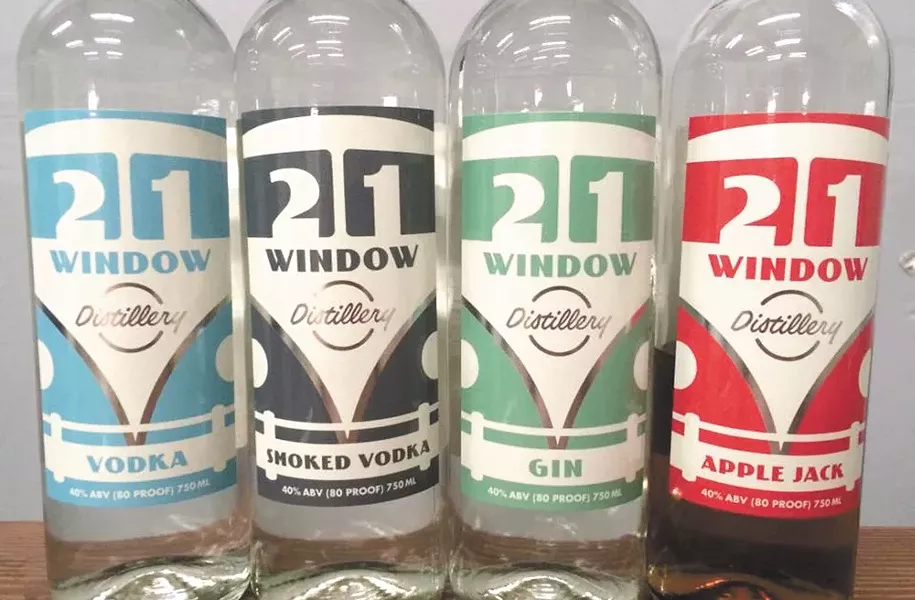 21
WINDOW
Distillery
VODKA
40% ABV (80 PROOF) 750 ML
21
WINDOW
Distillery
SMOKED VODKA
40% ABV (80 PROOF) 750 ML
21
WINDOW
Distillery
GIN
40% ABV (80 PROOF) 750 ML
21
WINDOW
Distillery
APPLE JACK
40% ABV (80 PROOF) 750 ML